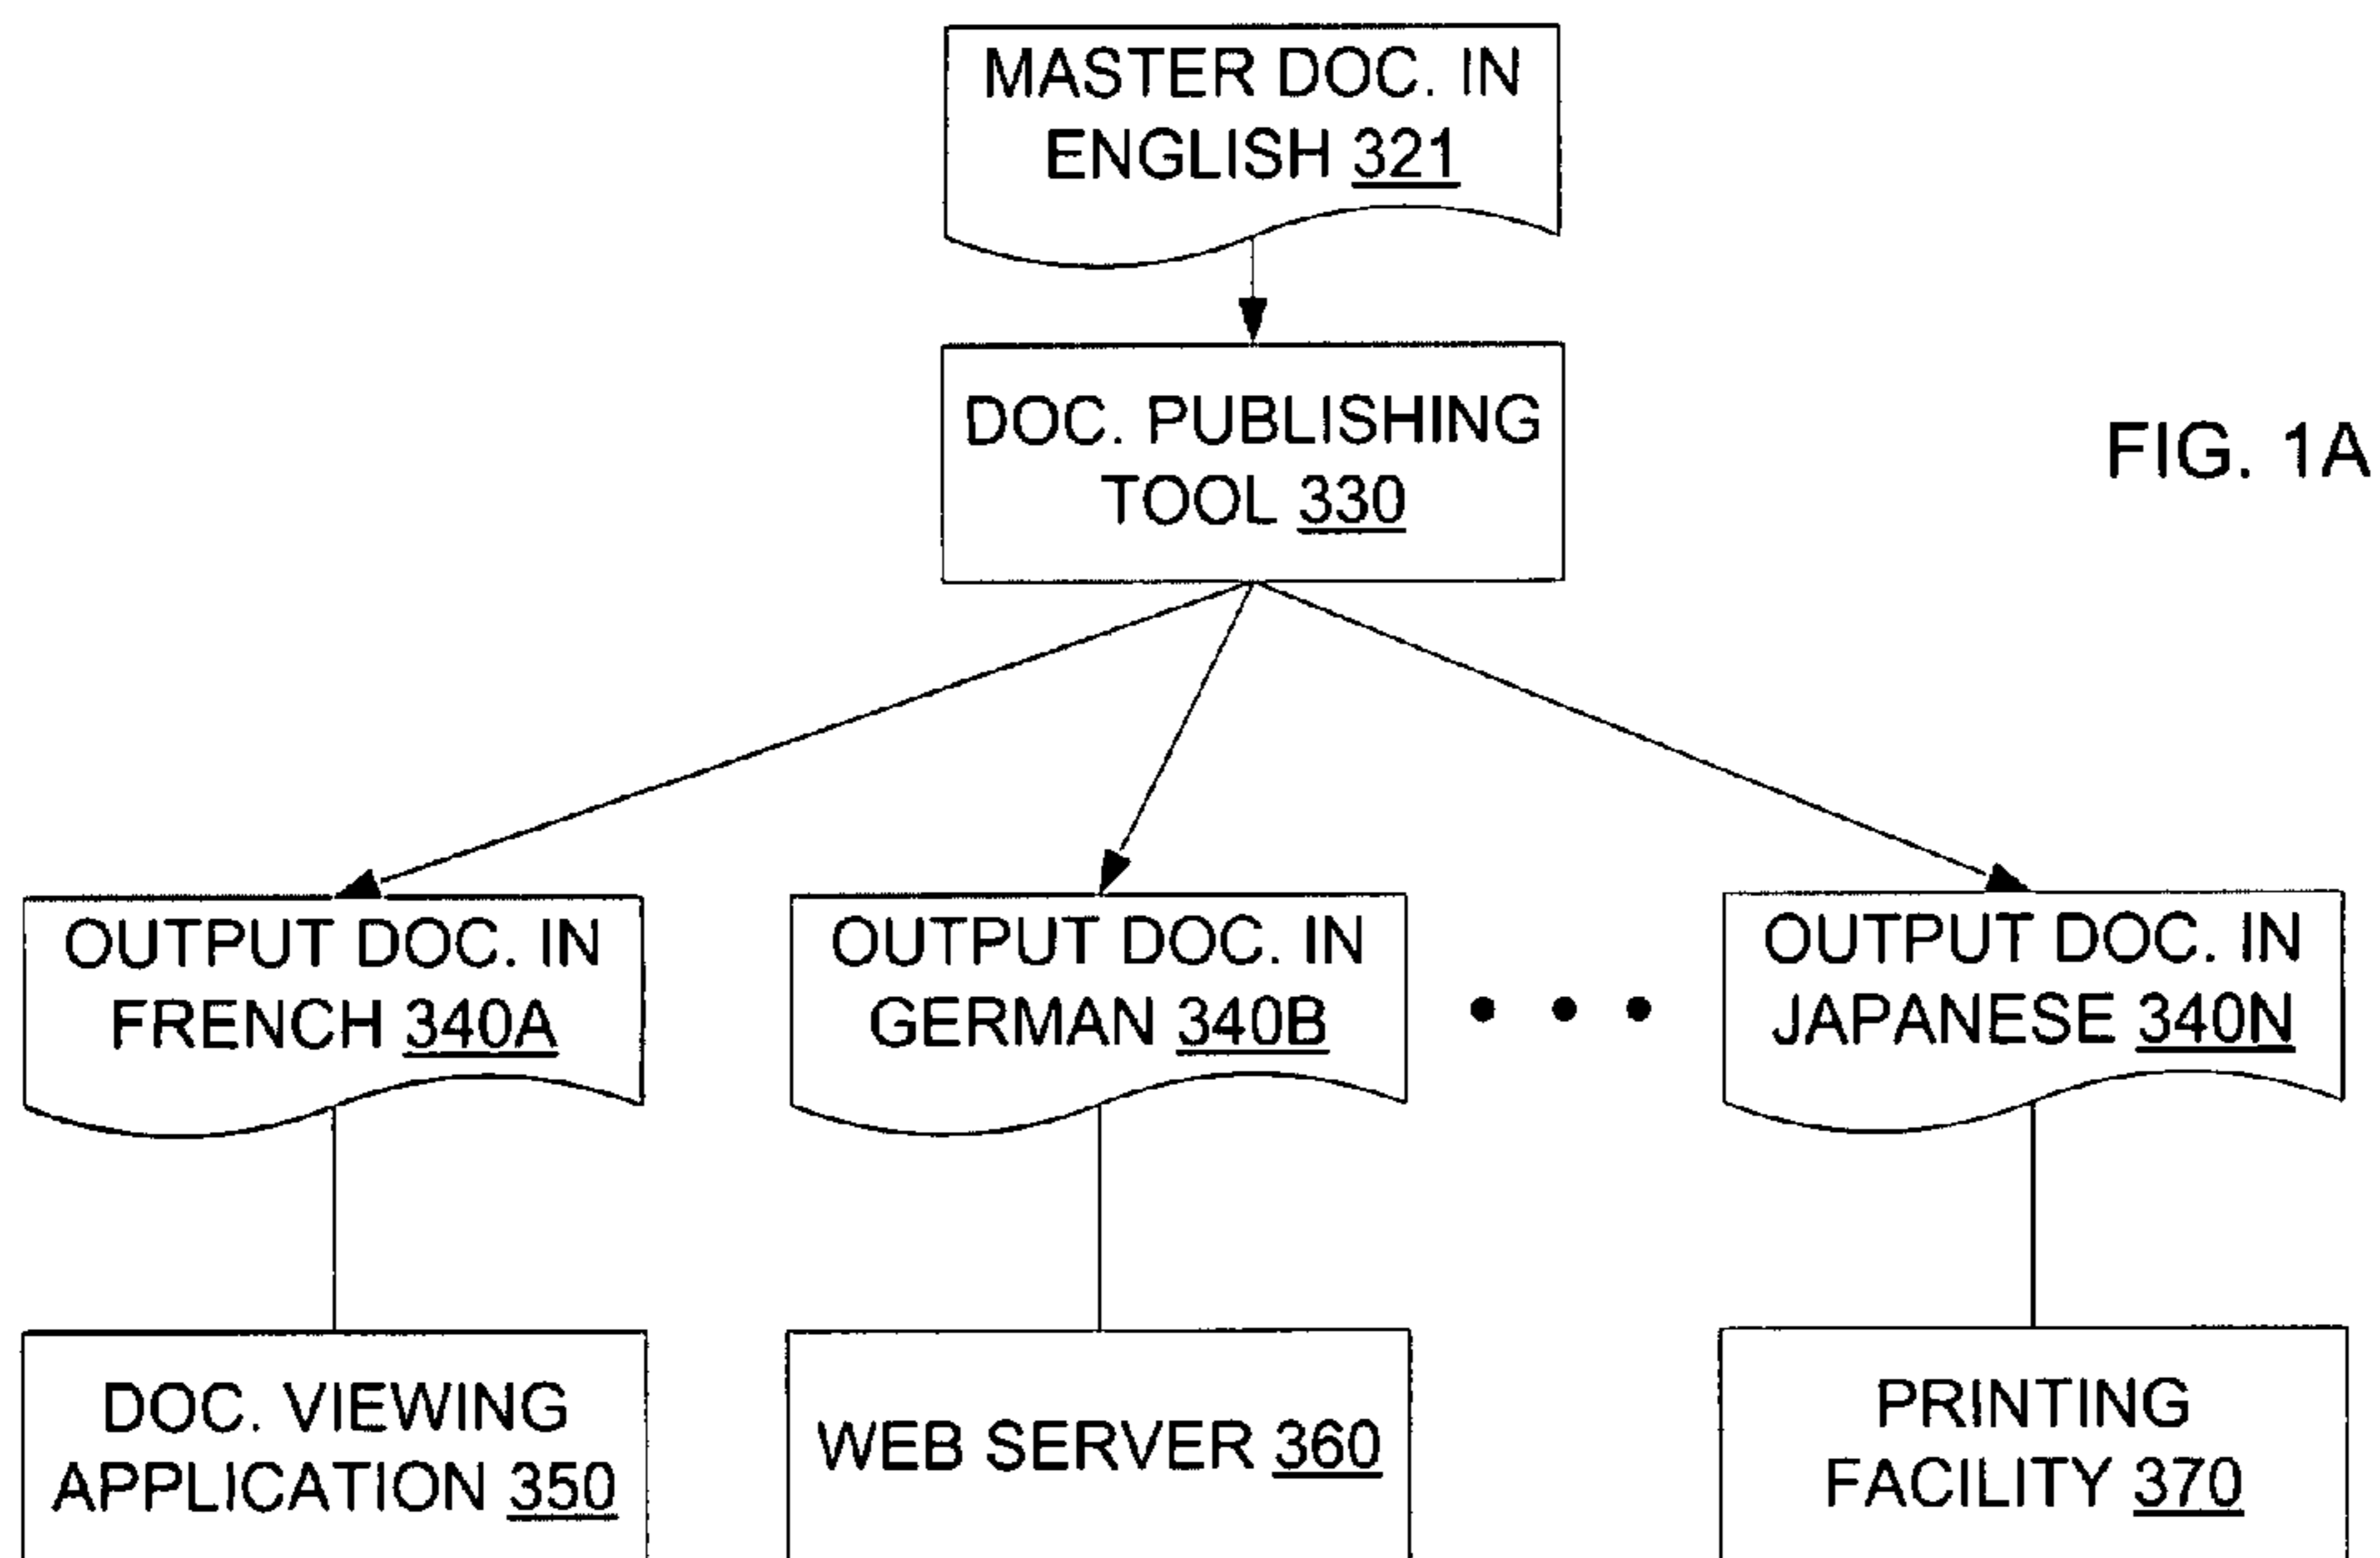 MASTER DOC. IN
ENGLISH 321
DOC. PUBLISHING
TOOL 330
FIG. 1A
OUTPUT DOC. IN
FRENCH 340A
OUTPUT DOC. IN
GERMAN 340B
OUTPUT DOC. IN
JAPANESE 340N
DOC. VIEWING
APPLICATION 350
WEB SERVER 360
PRINTING
FACILITY 370